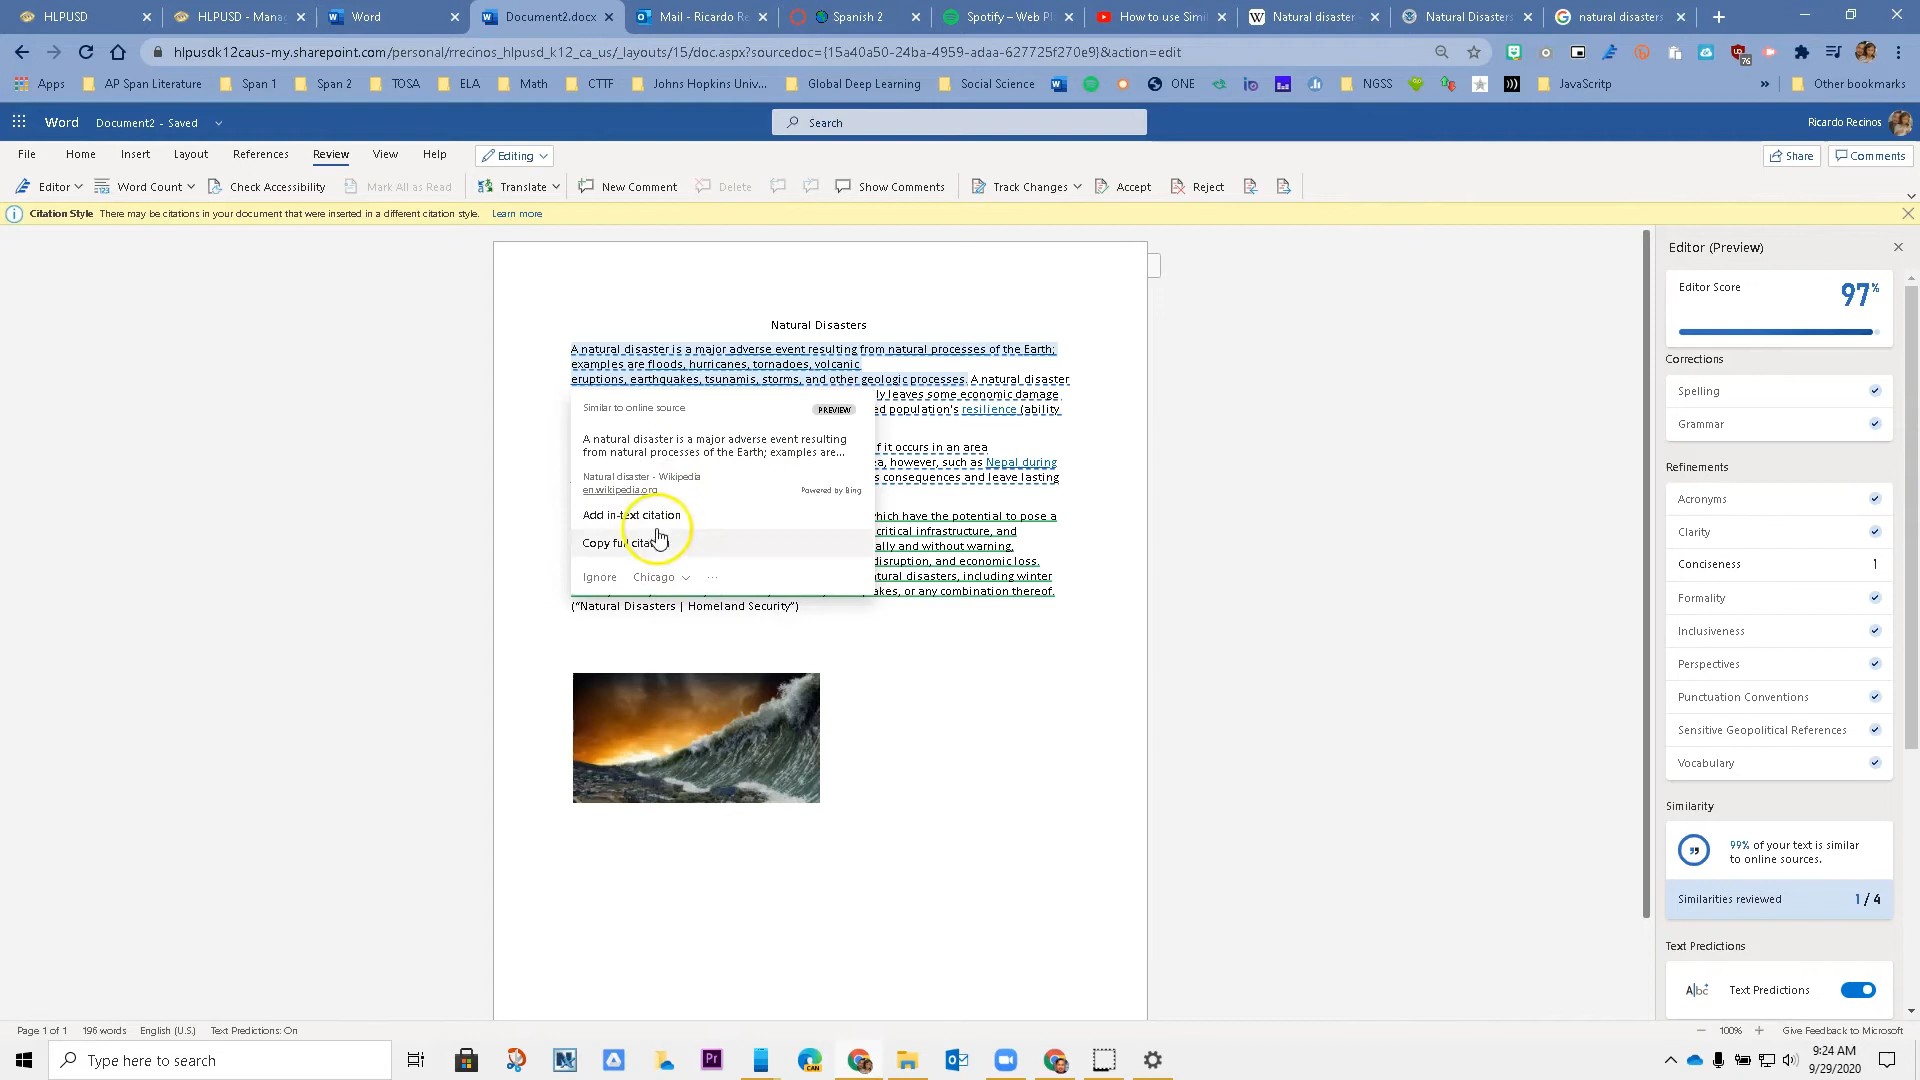 HLPUSD
HLPUSD - Mana
Word
Document2.docx
Mail - Ricardo Re
Spanish 2
Spotify – Web Pl
How to use Simil
Natural disaster
Natural Disasters
natural disasters
hlpusdk12caus-my.sharepoint.com/personal/rrecinos_hlpusd_k12_ca_us/_layouts/15/doc.aspx?sourcedoc={15a40a50-24ba-4959-adaa-627725f270e9}&action=edit
76
Apps
AP Span Literature
Span 1
Span 2
TOSA
ELA
Math
CTTF
Johns Hopkins Univ...
Global Deep Learning
Social Science
ONE
NGSS
JavaScritp
»
Other bookmarks
Word
Document2 - Saved
Search
Ricardo Recinos
File
Home
Insert
Layout
References
Review
View
Help
Editing
Share
Comments
Editor
Word Count
Check Accessibility
Mark All as Read
Translate
New Comment
Delete
Show Comments
Track Changes
Accept
Reject
Citation Style There may be citations in your document that were inserted in a different citation style. Learn more
Natural Disasters
A natural disaster is a major adverse event resulting from natural processes of the Earth;
examples are floods, hurricanes, tornadoes, volcanic
eruptions, earthquakes, tsunamis, storms, and other geologic processes. A natural disaster
ly leaves some economic damage
ed population's resilience (ability
f it occurs in an area
ea, however, such as Nepal during
s consequences and leave lasting
hich have the potential to pose a
critical infrastructure, and
ally and without warning,
disruption, and economic loss.
tural disasters, including winter
akes, or any combination thereof.
("Natural Disasters | Homeland Security")
Similar to online source
PREVIEW
A natural disaster is a major adverse event resulting
from natural processes of the Earth; examples are...
Natural disaster - Wikipedia
en.wikipedia.org
Powered by Bing
Add in-text citation
Copy full citation
Ignore
Chicago
...
Editor (Preview)
Editor Score
97%
Corrections
Spelling
Grammar
Refinements
Acronyms
Clarity
Conciseness 1
Formality
Inclusiveness
Perspectives
Punctuation Conventions
Sensitive Geopolitical References
Vocabulary
Similarity
99% of your text is similar
to online sources.
Similarities reviewed 1 / 4
Text Predictions
Text Predictions
Page 1 of 1
196 words
English (U.S.)
Text Predictions: On
100%
Give Feedback to Microsoft
Type here to search
Pr
CAN
9:24 AM
9/29/2020